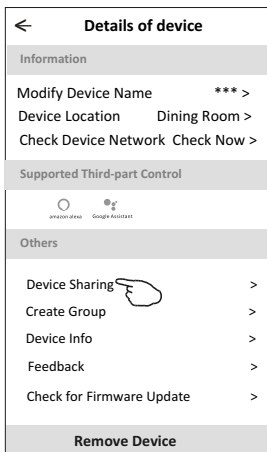 ← Details of device
Information
Modify Device Name *** >
Device Location Dining Room >
Check Device Network Check Now >
Supported Third-part Control
amazon alexa Google Assistant
Others
Device Sharing >
Create Group >
Device Info >
Feedback >
Check for Firmware Update >
Remove Device